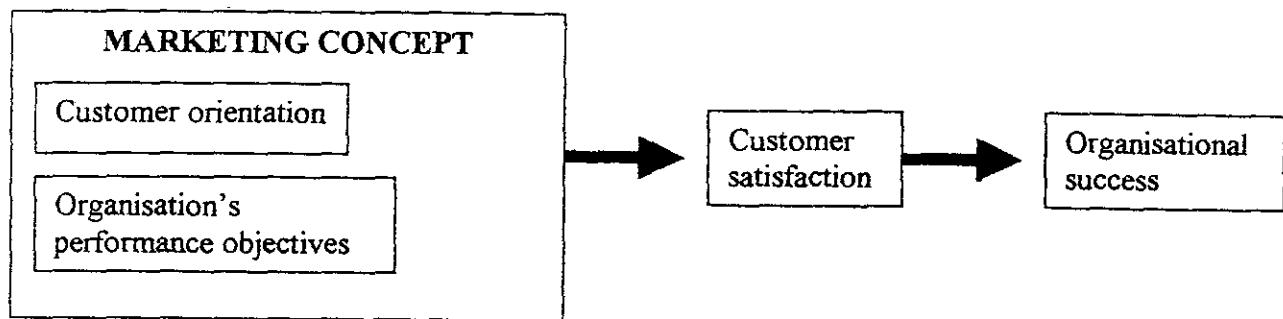 MARKETING CONCEPT
Customer orientation
Organisation's
performance objectives
Customer
satisfaction
Organisational
success